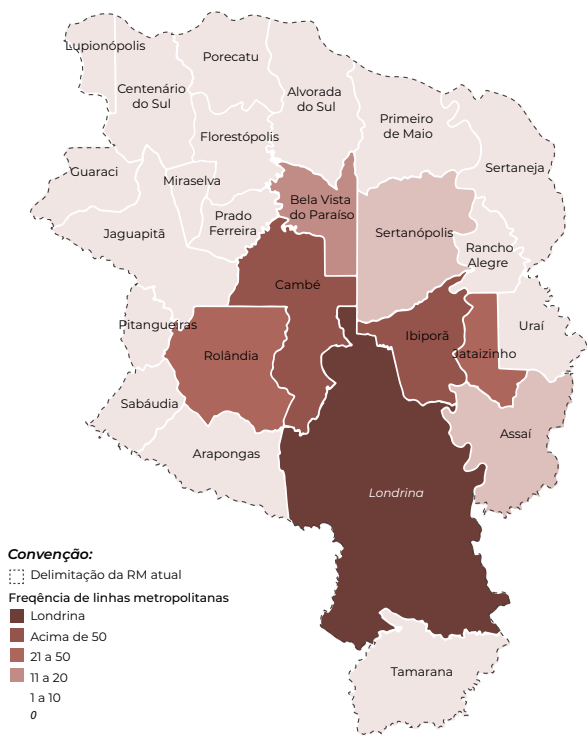 Lupionópolis
Porecatu
Centenário
do Sul
Alvorada
do Sul
Primeiro
de Maio
Florestópolis
Sertaneja
Guaraci
Miraselva
Bela Vista
do Paraíso
Prado
Ferreira
Jaguapitã
Sertanópolis
Rancho
Alegre
Cambé
Pitangueiras
Uraí
Ibiporã
Rolândia
Jataizinho
Sabáudia
Assaí
Arapongas
Londrina
Convenção:
Delimitação da RM atual
Freqência de linhas metropolitanas
Londrina
Acima de 50
21 a 50
11 a 20
1 a 10
0
Tamarana